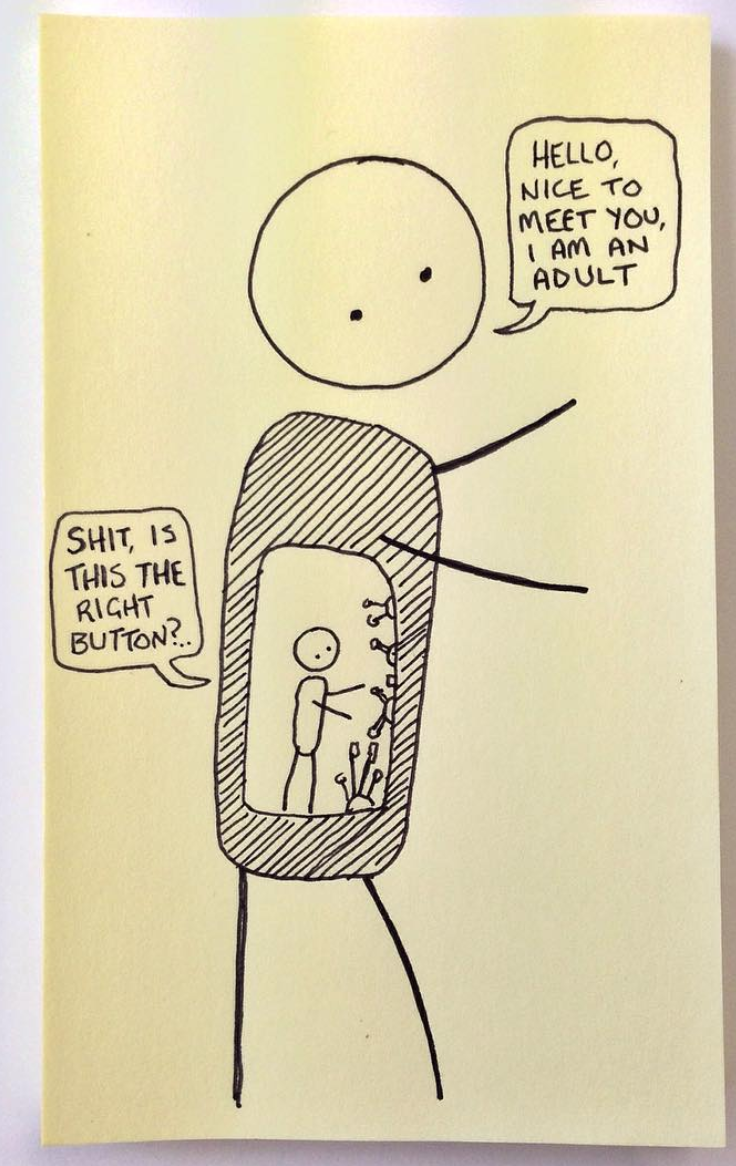 HELLO,
NICE TO
MEET YOU,
I AM AN
ADULT
SHIT, IS
THIS THE
RIGHT
BUTTON?..